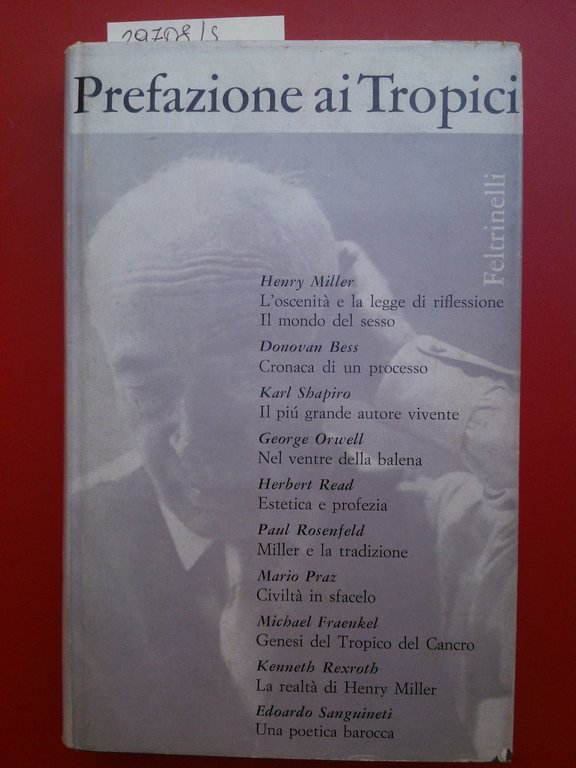 29708/S
Prefazione ai Tropici
Feltrinelli
Henry Miller
L'oscenità e la legge di riflessione
Il mondo del sesso
Donovan Bess
Cronaca di un processo
Karl Shapiro
Il piú grande autore vivente
George Orwell
Nel ventre della balena
Herbert Read
Estetica e profezia
Paul Rosenfeld
Miller e la tradizione
Mario Praz
Civiltà in sfacelo
Michael Fraenkel
Genesi del Tropico del Cancro
Kenneth Rexroth
La realtà di Henry Miller
Edoardo Sanguineti
Una poetica barocca